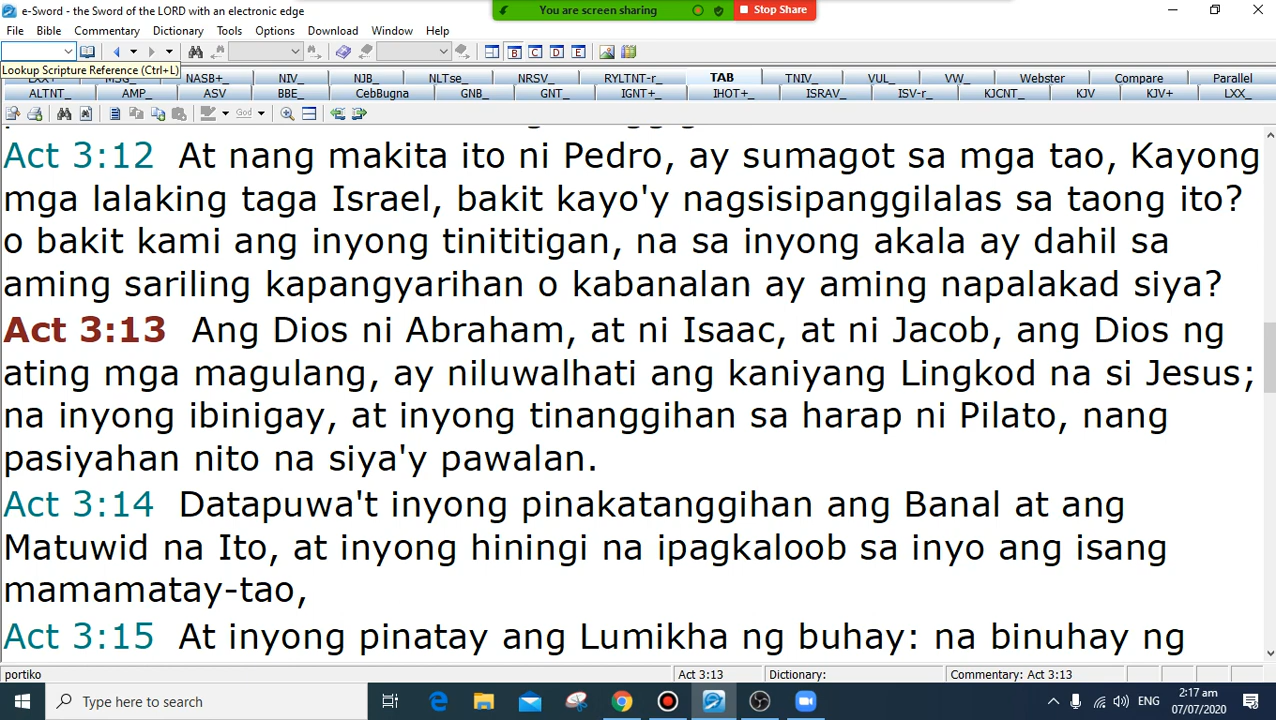 e-Sword - the Sword of the LORD with an electronic edge
You are screen sharing
Stop Share
File Bible Commentary Dictionary Tools Options Download Window Help
B C D E
Lookup Scripture Reference (Ctrl+L)
NASB+_ NIV_ NJB_ NLTse_ NRSV_ RYLTNT-r_ TAB TNIV_ VUL_ VW_ Webster Compare Parallel
ALTNT_ AMP_ ASV BBE_ CebBugna GNB_ GNT_ IGNT+_ IHOT+_ ISRAV_ ISV-r_ KJCNT_ KJV KJV+ LXX_
God
Act 3:12 At nang makita ito ni Pedro, ay sumagot sa mga tao, Kayong
mga lalaking taga Israel, bakit kayo'y nagsisipanggilalas sa taong ito?
o bakit kami ang inyong tinititigan, na sa inyong akala ay dahil sa
aming sariling kapangyarihan o kabanalan ay aming napalakad siya?
Act 3:13 Ang Dios ni Abraham, at ni Isaac, at ni Jacob, ang Dios ng
ating mga magulang, ay niluwalhati ang kaniyang Lingkod na si Jesus;
na inyong ibinigay, at inyong tinanggihan sa harap ni Pilato, nang
pasiyahan nito na siya'y pawalan.
Act 3:14 Datapuwa't inyong pinakatanggihan ang Banal at ang
Matuwid na Ito, at inyong hiningi na ipagkaloob sa inyo ang isang
mamamatay-tao,
Act 3:15 At inyong pinatay ang Lumikha ng buhay: na binuhay ng
portiko Act 3:13 Dictionary: Commentary: Act 3:13
Type here to search
ENG
2:17 am
07/07/2020